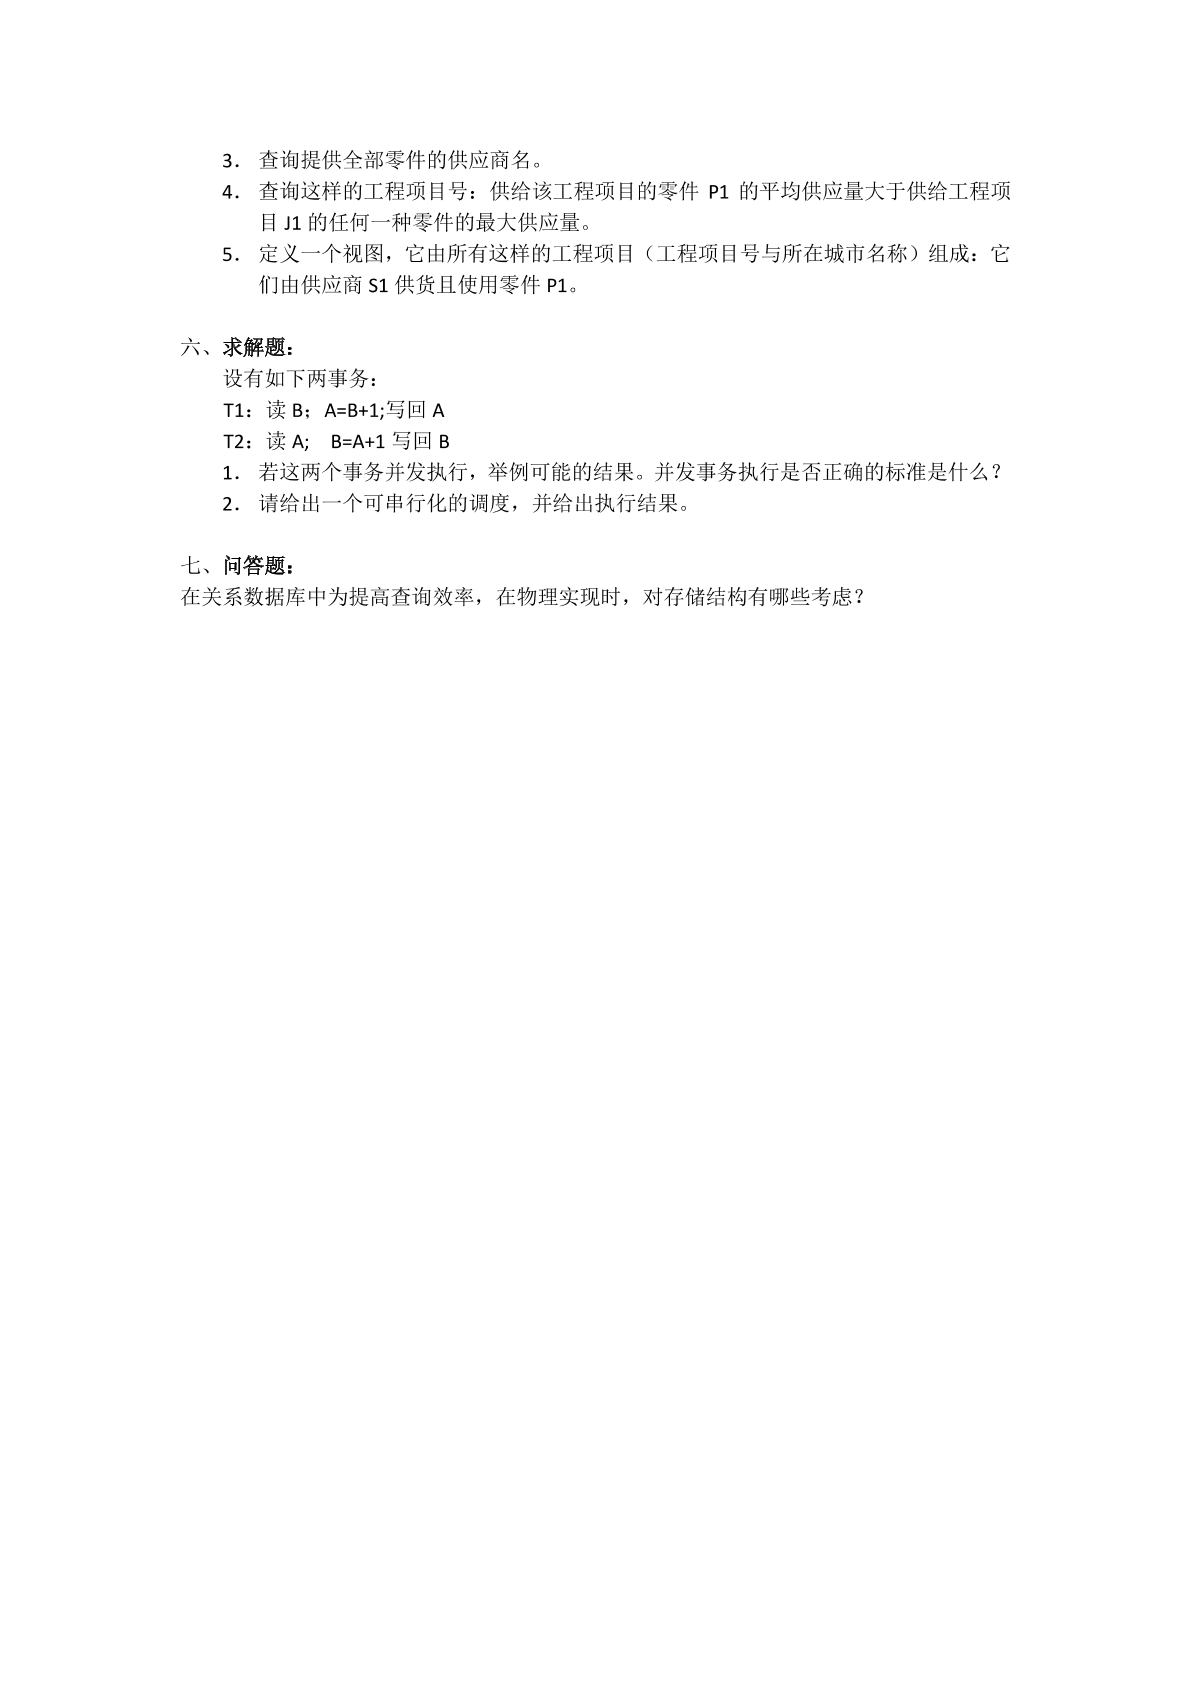 3． 查询提供全部零件的供应商名。
4． 查询这样的工程项目号：供给该工程项目的零件 P1 的平均供应量大于供给工程项
目 J1 的任何一种零件的最大供应量。
5． 定义一个视图，它由所有这样的工程项目（工程项目号与所在城市名称）组成：它
们由供应商 S1 供货且使用零件 P1。
六、求解题：
设有如下两事务：
T1：读 B；A=B+1;写回 A
T2：读 A;    B=A+1 写回 B
1． 若这两个事务并发执行，举例可能的结果。并发事务执行是否正确的标准是什么？
2． 请给出一个可串行化的调度，并给出执行结果。
七、问答题：
在关系数据库中为提高查询效率，在物理实现时，对存储结构有哪些考虑？